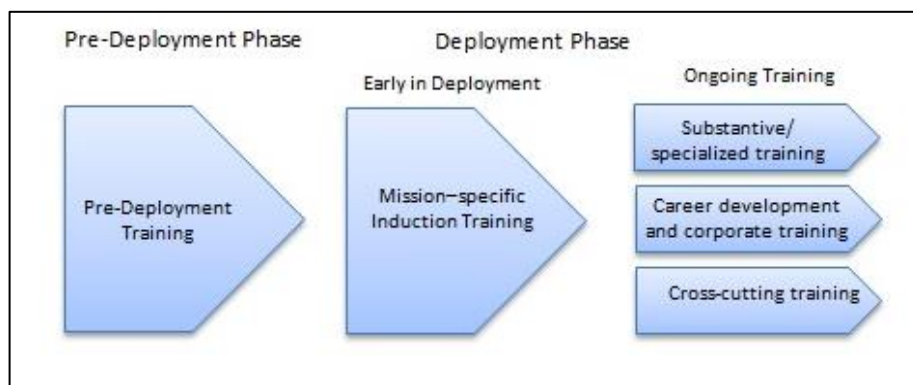 Pre-Deployment Phase
Deployment Phase
Early in Deployment
Ongoing Training
Pre-Deployment
Training
Mission–specific
Induction Training
Substantive/
specialized training
Career development
and corporate training
Cross-cutting training